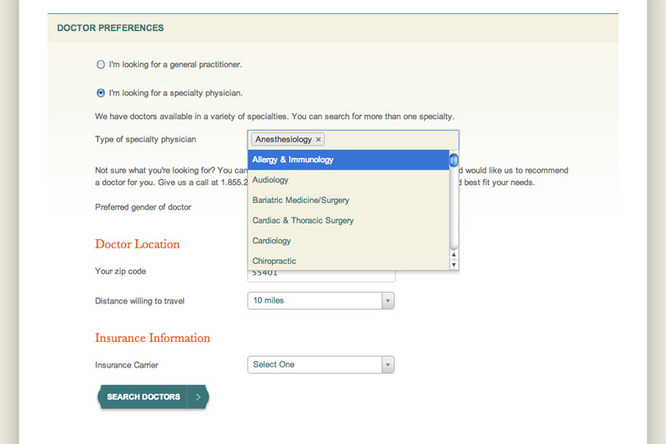 DOCTOR PREFERENCES
I'm looking for a general practitioner.
I'm looking for a specialty physician.
We have doctors available in a variety of specialties. You can search for more than one specialty.
Type of specialty physician
Anesthesiology ×
Allergy & Immunology
Audiology
Bariatric Medicine/Surgery
Cardiac & Thoracic Surgery
Cardiology
Chiropractic
Not sure what you're looking for? You can would like us to recommend
a doctor for you. Give us a call at 1.855.2 best fit your needs.
Preferred gender of doctor
Doctor Location
Your zip code
55401
Distance willing to travel
10 miles
Insurance Information
Insurance Carrier
Select One
SEARCH DOCTORS